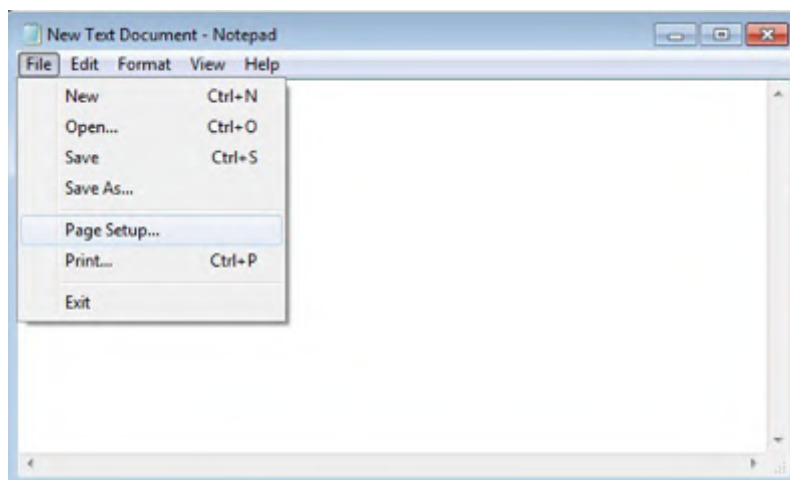 New Text Document - Notepad
File Edit Format View Help
New Ctrl+N
Open... Ctrl+O
Save Ctrl+S
Save As...
Page Setup...
Print... Ctrl+P
Exit